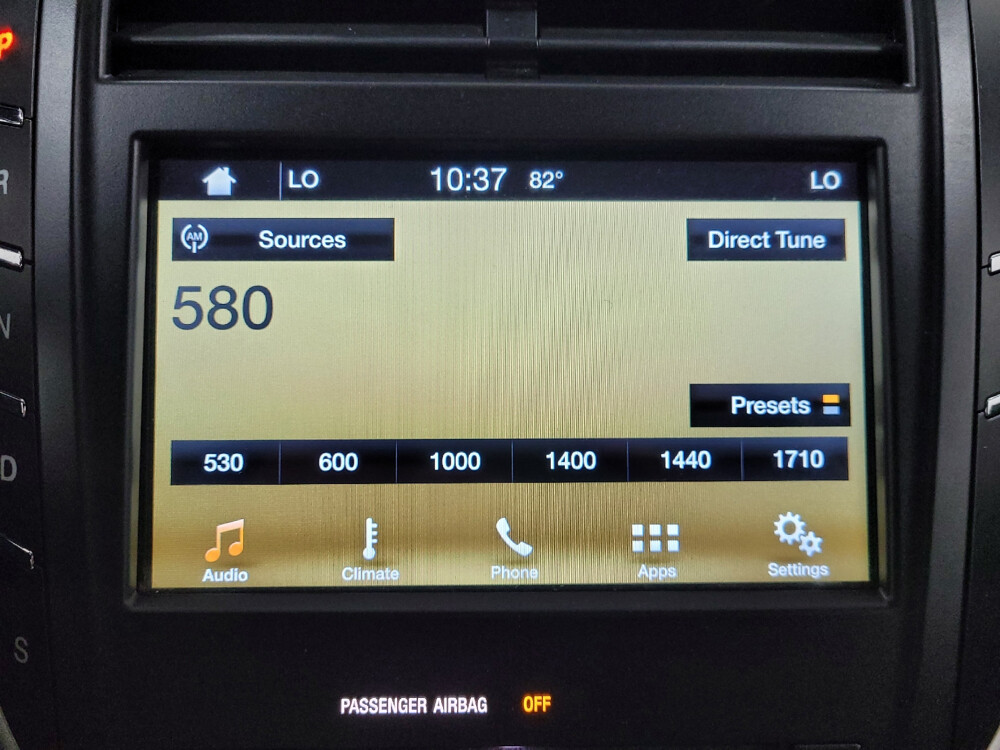 P
LO 10:37 82° LO
R
AM Sources Direct Tune
580
N
Presets
530 600 1000 1400 1440 1710
D
Audio Climate Phone Apps Settings
S
PASSENGER AIRBAG OFF